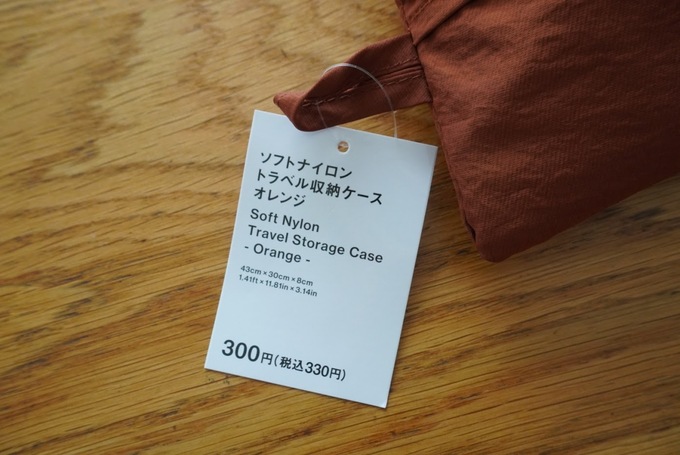 ソフトナイロン
トラベル収納ケース
オレンジ
Soft Nylon
Travel Storage Case
- Orange -
43cm×30cm×8cm
1.41ft×11.81in×3.14in
300円(税込330円)